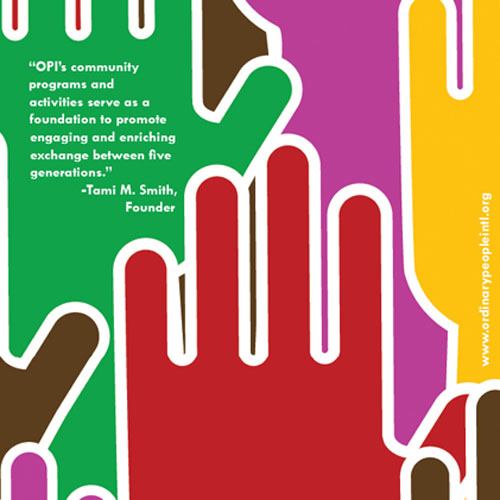 “OPI’s community
programs and
activities serve as a
foundation to promote
engaging and enriching
exchange between five
generations.”
-Tami M. Smith,
Founder
www.ordinarypeopleintl.org